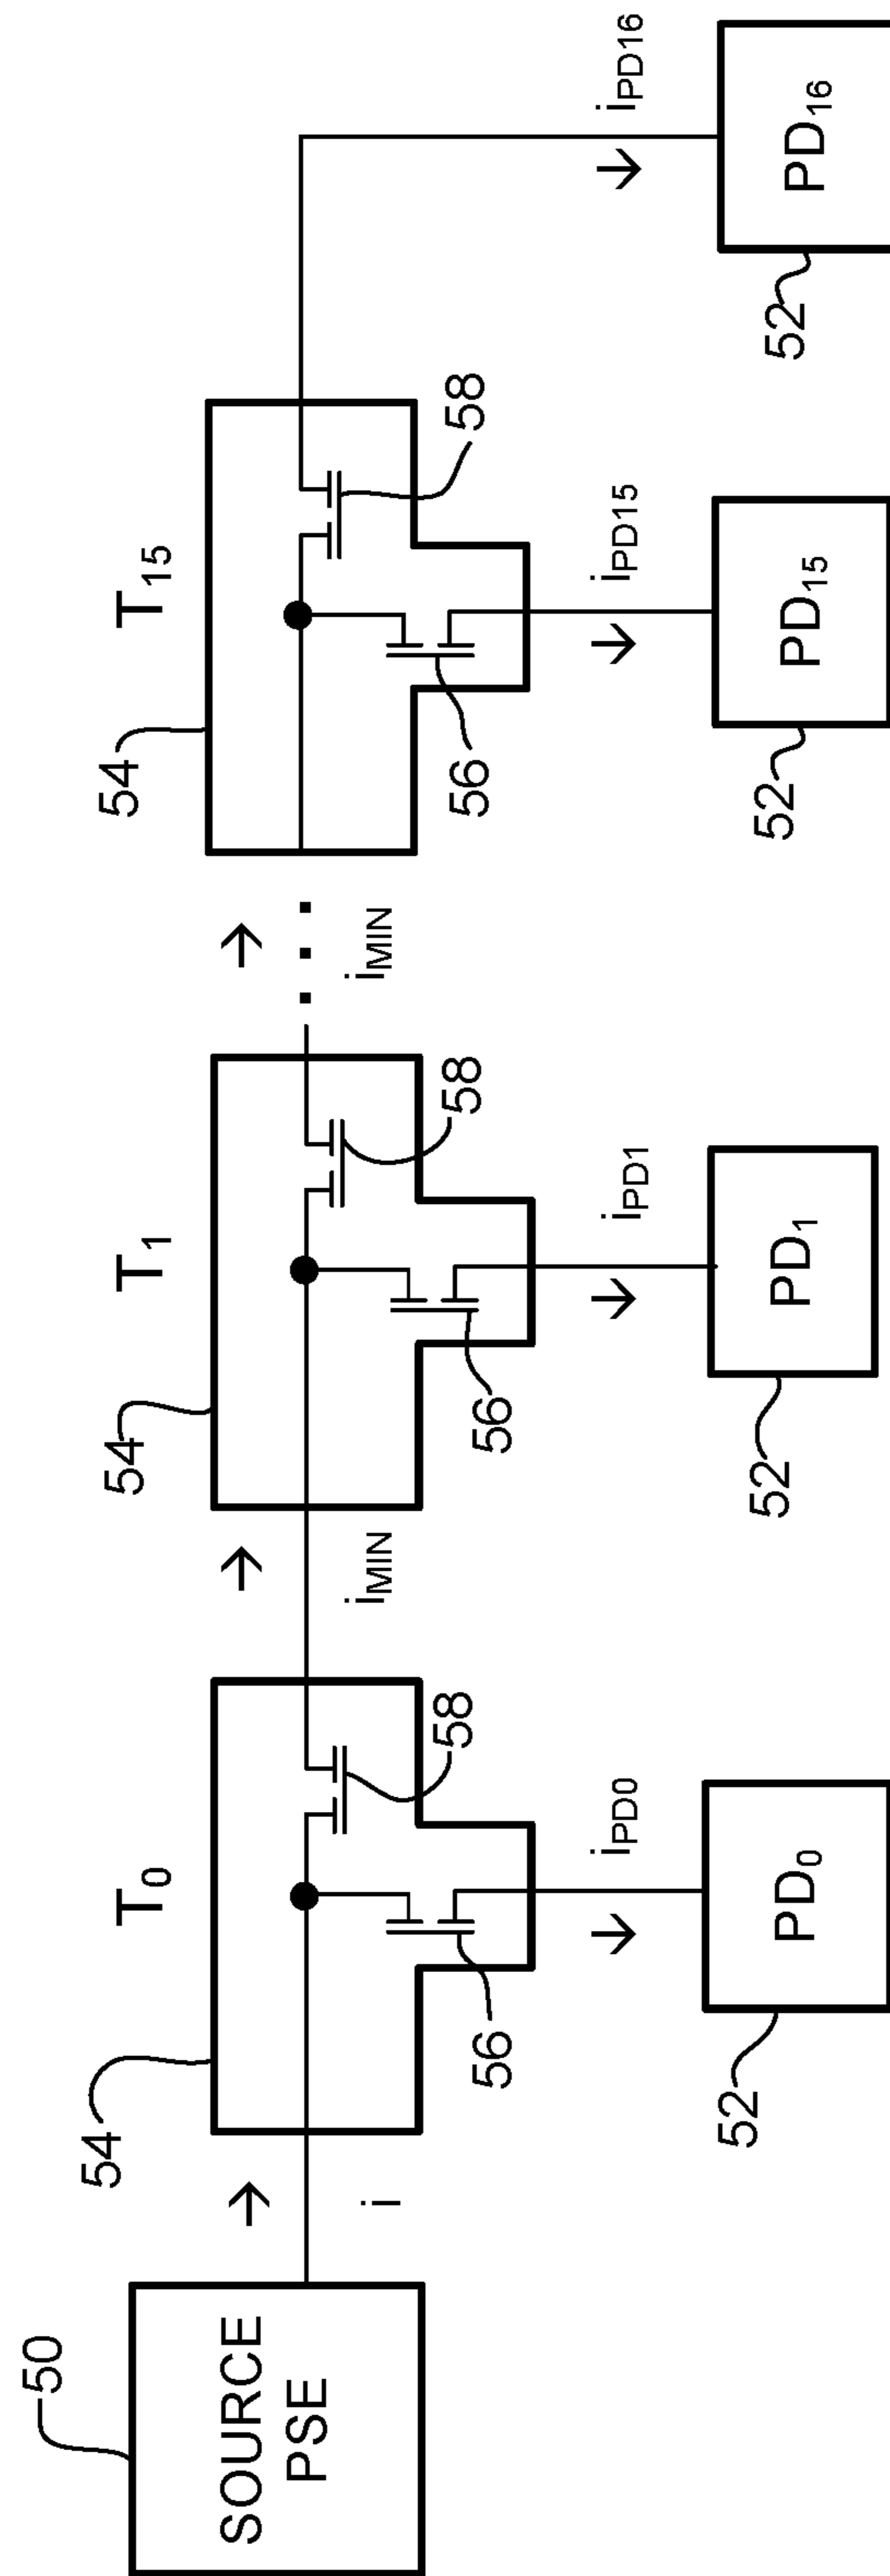 50
SOURCE
PSE
i
54
T₀
56
58
iPD0
52
PD₀
iMIN
54
T₁
56
58
iPD1
52
PD₁
iMIN
54
T₁₅
56
58
iPD15
52
PD₁₅
iPD16
52
PD₁₆